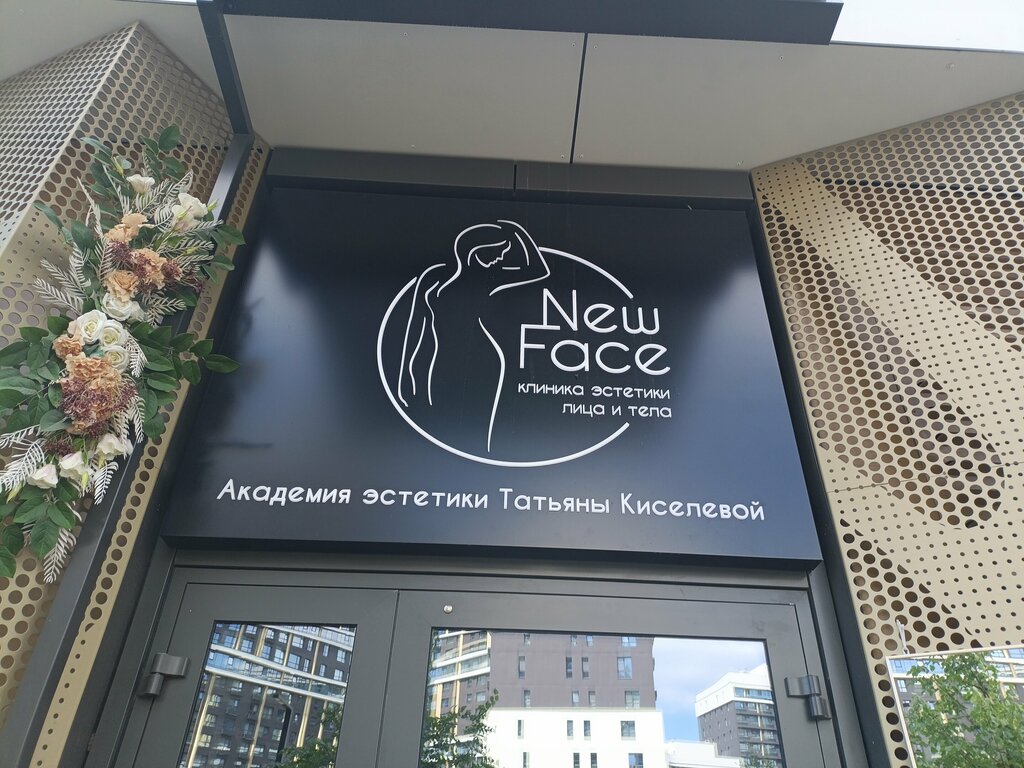 New
Face
клиника эстетики
лица и тела
Академия эстетики Татьяны Киселевой